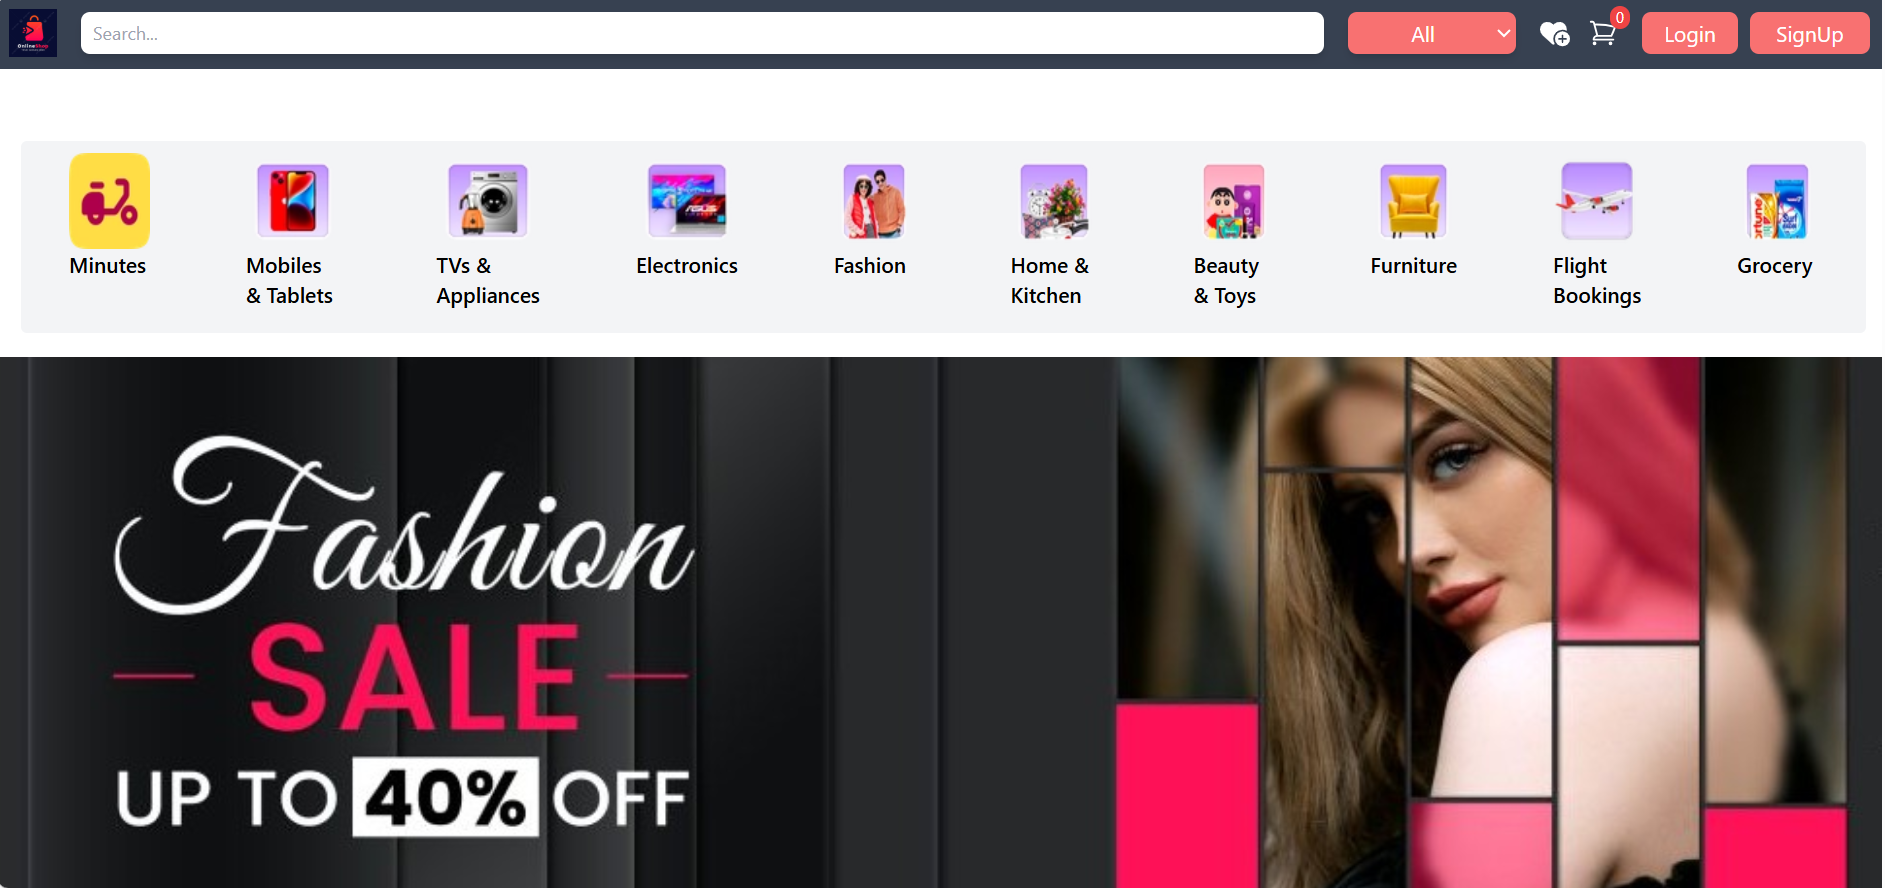 OnlineShop
Search...
All
0
Login
SignUp
Minutes
Mobiles
& Tablets
TVs &
Appliances
Electronics
Fashion
Home &
Kitchen
Beauty
& Toys
Furniture
Flight
Bookings
Grocery
ASUS
Fashion
SALE
UP TO 40% OFF